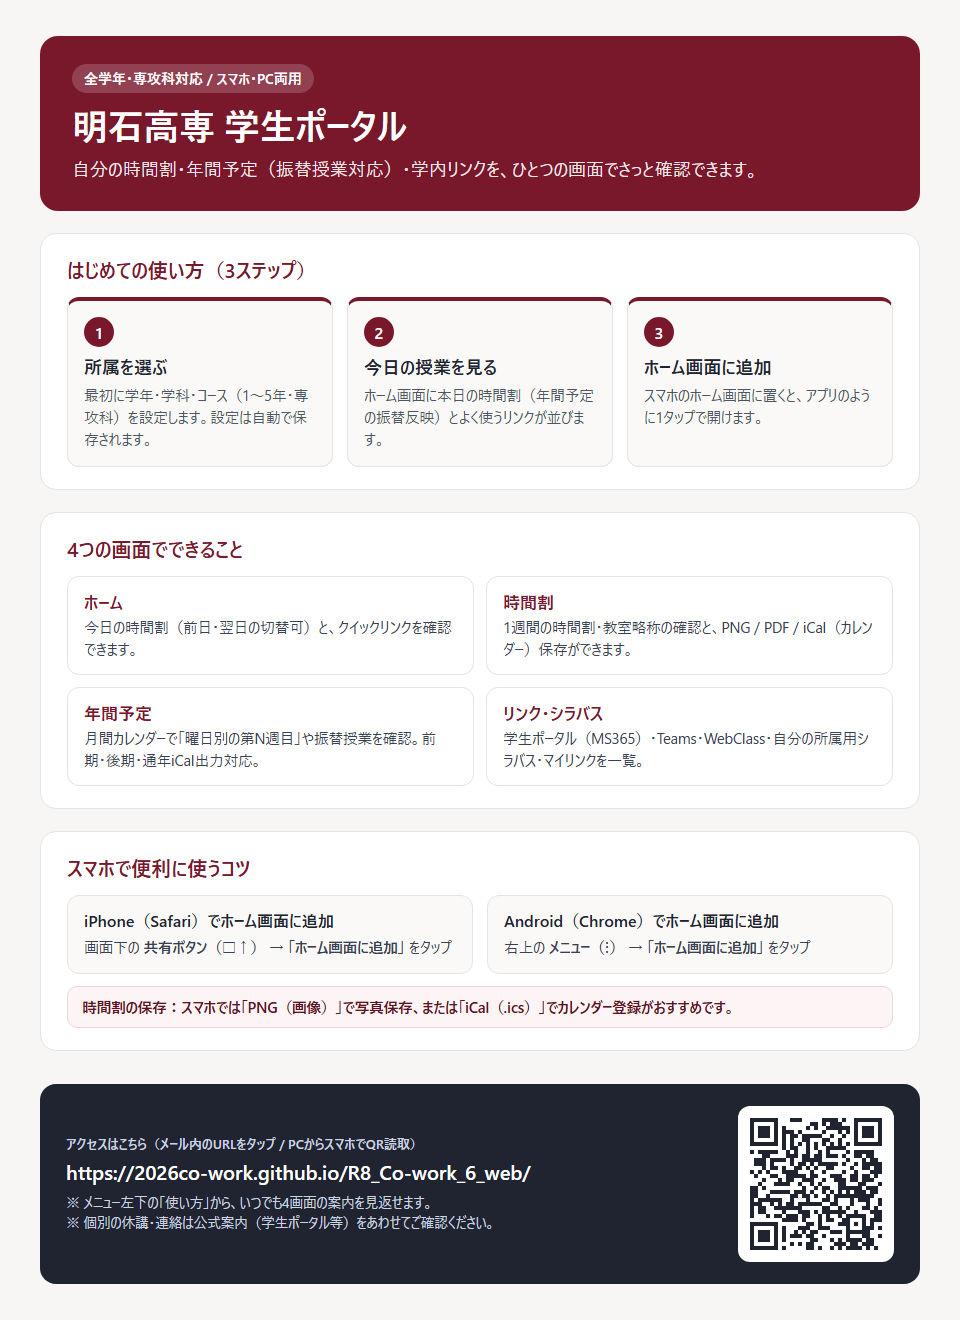 全学年・専攻科対応 / スマホ・PC両用
明石高専 学生ポータル
自分の時間割・年間予定（振替授業対応）・学内リンクを、ひとつの画面でさっと確認できます。
はじめての使い方（3ステップ）
1
所属を選ぶ
最初に学年・学科・コース（1〜5年・専
攻科）を設定します。設定は自動で保
存されます。
2
今日の授業を見る
ホーム画面に本日の時間割（年間予定
の振替反映）とよく使うリンクが並びま
す。
3
ホーム画面に追加
スマホのホーム画面に置くと、アプリのよう
に1タップで開けます。
4つの画面でできること
ホーム
今日の時間割（前日・翌日の切替可）と、クイックリンクを確認
できます。
時間割
1週間の時間割・教室略称の確認と、PNG / PDF / iCal（カレン
ダー）保存ができます。
年間予定
月間カレンダーで「曜日別の第N週目」や振替授業を確認。前
期・後期・通年iCal出力対応。
リンク・シラバス
学生ポータル（MS365）・Teams・WebClass・自分の所属用シ
ラバス・マイリンクを一覧。
スマホで便利に使うコツ
iPhone（Safari）でホーム画面に追加
画面下の 共有ボタン（□↑） → 「ホーム画面に追加」 をタップ
Android（Chrome）でホーム画面に追加
右上の メニュー（⋮） → 「ホーム画面に追加」 をタップ
時間割の保存：スマホでは「PNG（画像）」で写真保存、または「iCal（.ics）」でカレンダー登録がおすすめです。
アクセスはこちら（メール内のURLをタップ / PCからスマホでQR読取）
https://2026co-work.github.io/R8_Co-work_6_web/
※ メニュー左下の「使い方」から、いつでも4画面の案内を見返せます。
※ 個別の休講・連絡は公式案内（学生ポータル等）をあわせてご確認ください。